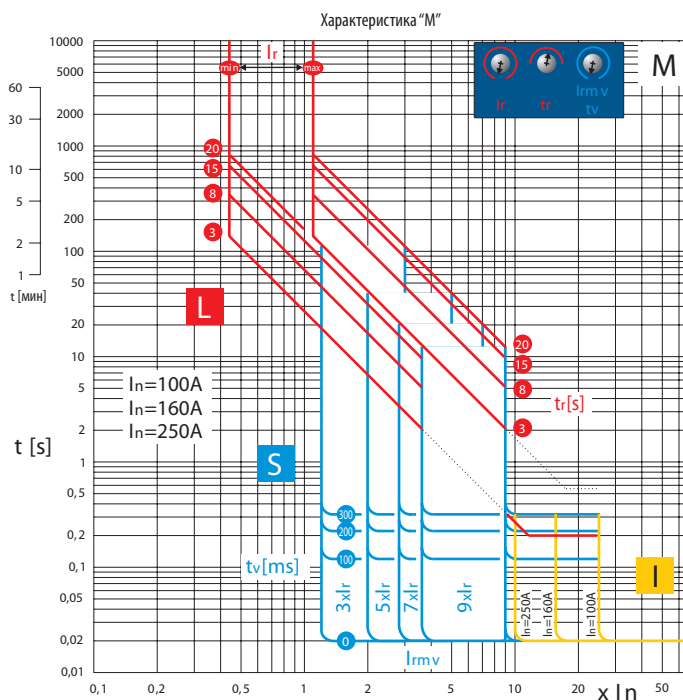 Характеристика “M”
10000
5000
1000
500
200
100
50
20
10
5
2
1
0,5
0,2
0,1
0,05
0,02
0,01
60
30
10
5
2
1
t [мин]
t [s]
min
Ir
max
Ir
tr
Irm v
tv
M
20
15
8
3
L
In=100A
In=160A
In=250A
S
20
15
8
3
tr[s]
300
200
100
0
tv[ms]
3xIr
5xIr
7xIr
9xIr
In=250A
In=160A
In=100A
I
Irmv
0,1
0,5
1
2
5
10
20
50
x In